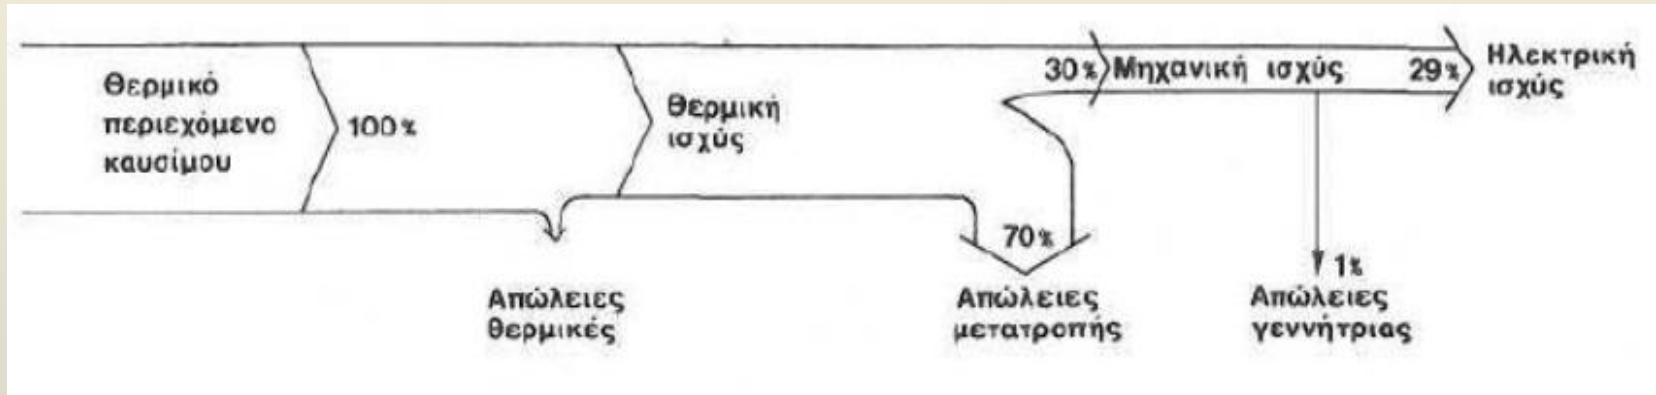 Θερμικό
περιεχόμενο
καυσίμου
100%
Θερμική
ισχύς
30%
Μηχανική ισχύς
29%
Ηλεκτρική
ισχύς
70%
1%
Απώλειες
θερμικές
Απώλειες
μετατροπής
Απώλειες
γεννήτριας